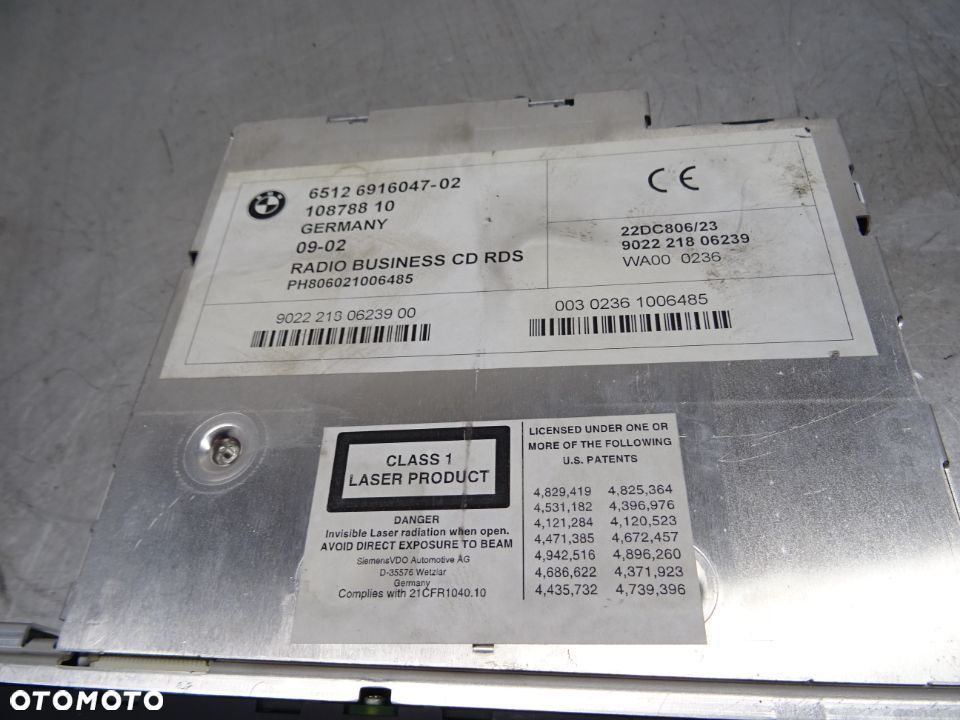 6512 6916047-02
108788 10
GERMANY
09-02
RADIO BUSINESS CD RDS
PH806021006485
CE
22DC806/23
9022 218 06239
WA00 0236
9022 218 06239 00
003 0236 1006485
CLASS 1
LASER PRODUCT
DANGER
Invisible Laser radiation when open.
AVOID DIRECT EXPOSURE TO BEAM
SiemensVDO Automotive AG
D-35576 Wetzlar
Germany
Complies with 21CFR1040.10
LICENSED UNDER ONE OR
MORE OF THE FOLLOWING
U.S. PATENTS
4,829,419 4,825,364
4,531,182 4,396,976
4,121,284 4,120,523
4,471,385 4,672,457
4,942,516 4,896,260
4,686,622 4,371,923
4,435,732 4,739,396
OTOMOTO